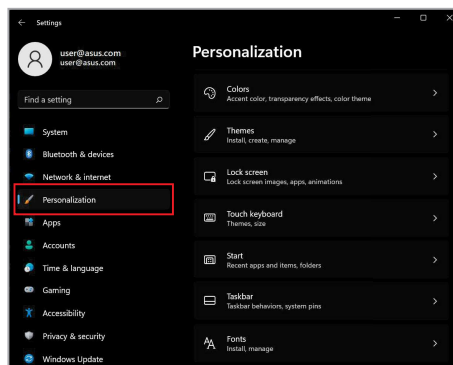 Settings
user@asus.com
user@asus.com
Find a setting
System
Bluetooth & devices
Network & internet
Personalization
Apps
Accounts
Time & language
Gaming
Accessibility
Privacy & security
Windows Update
Personalization
Colors
Accent color, transparency effects, color theme
Themes
Install, create, manage
Lock screen
Lock screen images, apps, animations
Touch keyboard
Themes, size
Start
Recent apps and items, folders
Taskbar
Taskbar behaviors, system pins
Fonts
Install, manage